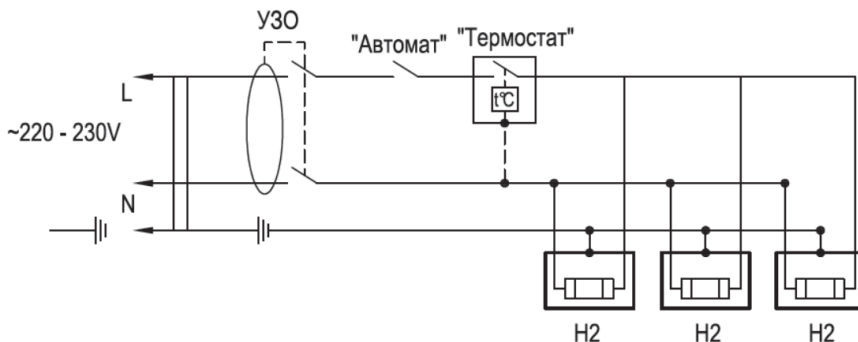 УЗО
"Автомат" "Термостат"
L
t°C
~220 - 230V
N
H2 H2 H2